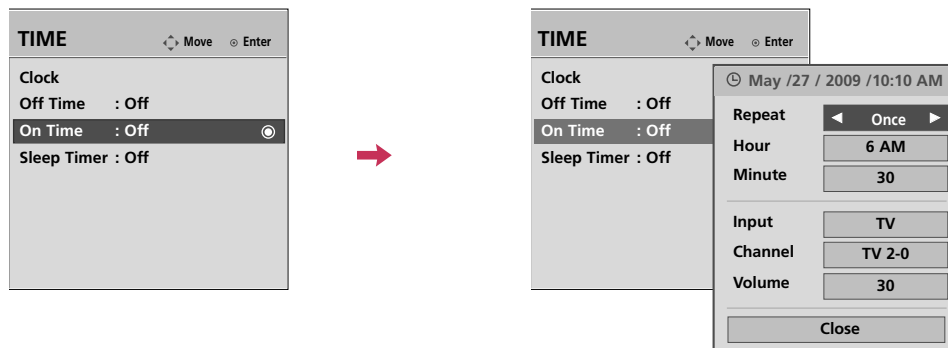 TIME Move Enter
Clock
Off Time : Off
On Time : Off
Sleep Timer : Off
TIME Move Enter
Clock
Off Time : Off
On Time : Off
Sleep Timer : Off
May /27 / 2009 /10:10 AM
Repeat Once
Hour 6 AM
Minute 30
Input TV
Channel TV 2-0
Volume 30
Close